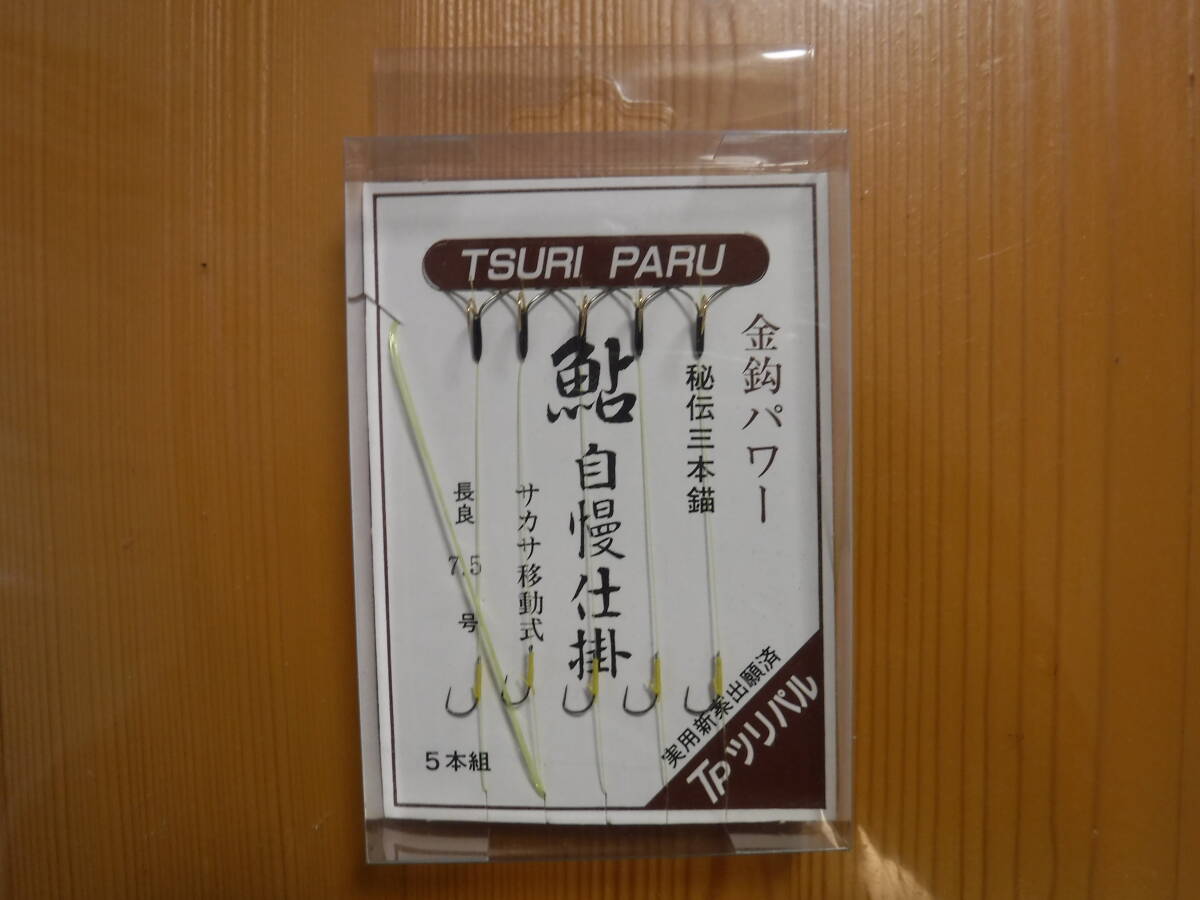 TSURI PARU
金鈎パワー
秘伝三本錨
鮎自慢仕掛
サカサ移動式
長良 7.5 号
5本組
実用新案出願済
TPツリパル